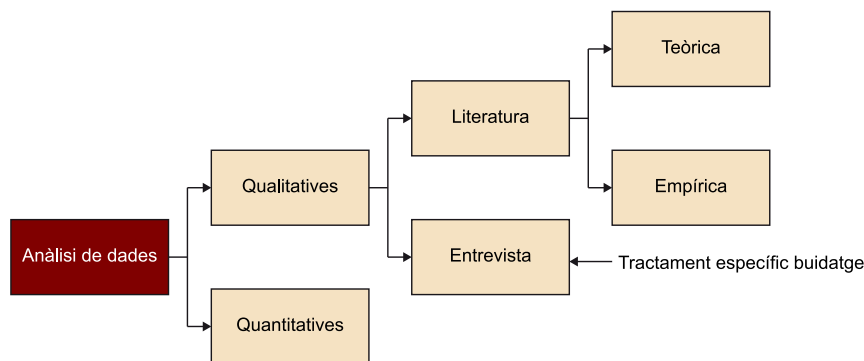 Teòrica
Literatura
Qualitatives
Empírica
Anàlisi de dades
Entrevista
Tractament específic buidatge
Quantitatives